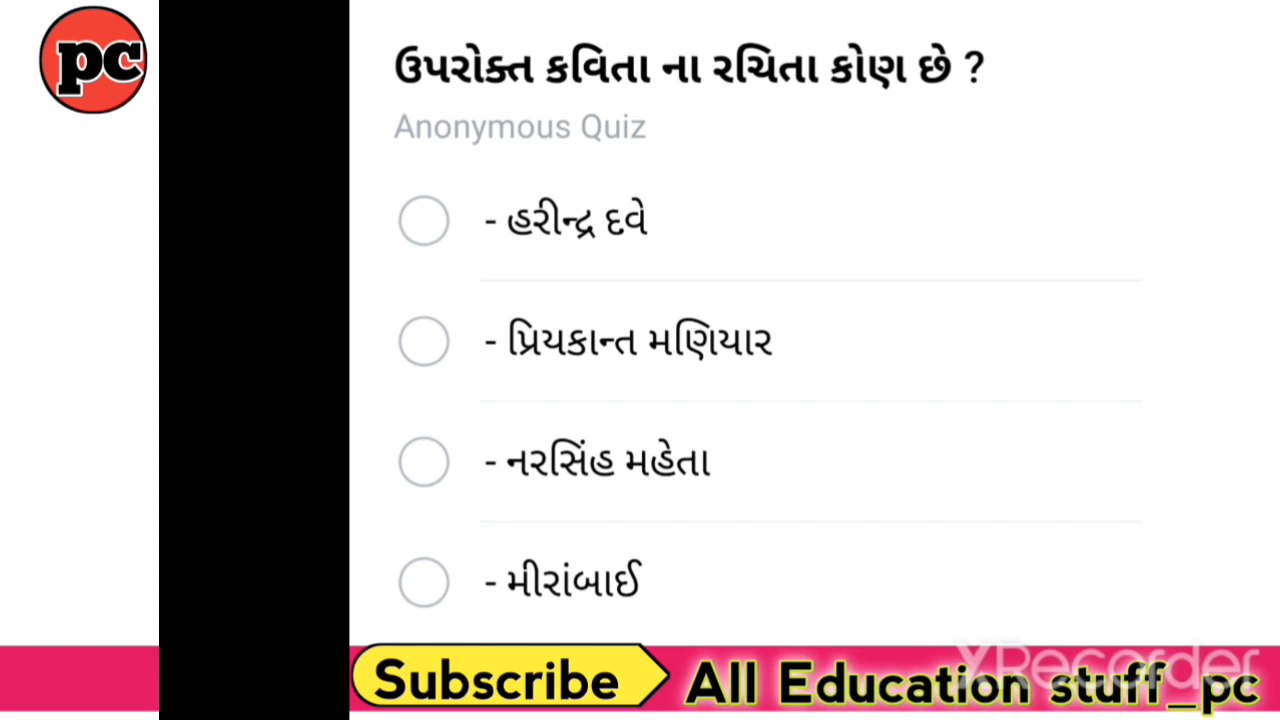 pc
ઉપરોક્ત કવિતા ના રચિતા કોણ છે ?
Anonymous Quiz
- હરીન્દ્ર દવે
- પ્રિયકાન્ત મણિયાર
- નરસિંહ મહેતા
- મીરાંબાઈ
XRecorder
Subscribe All Education stuff_pc